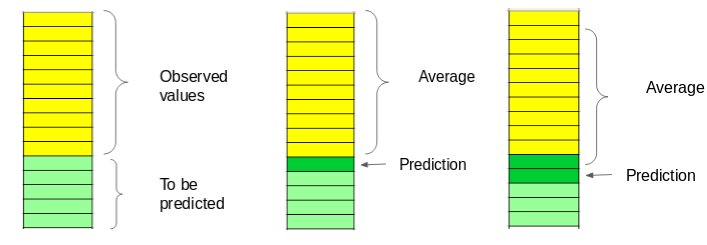 Observed
values
To be
predicted
Average
Prediction
Average
Prediction